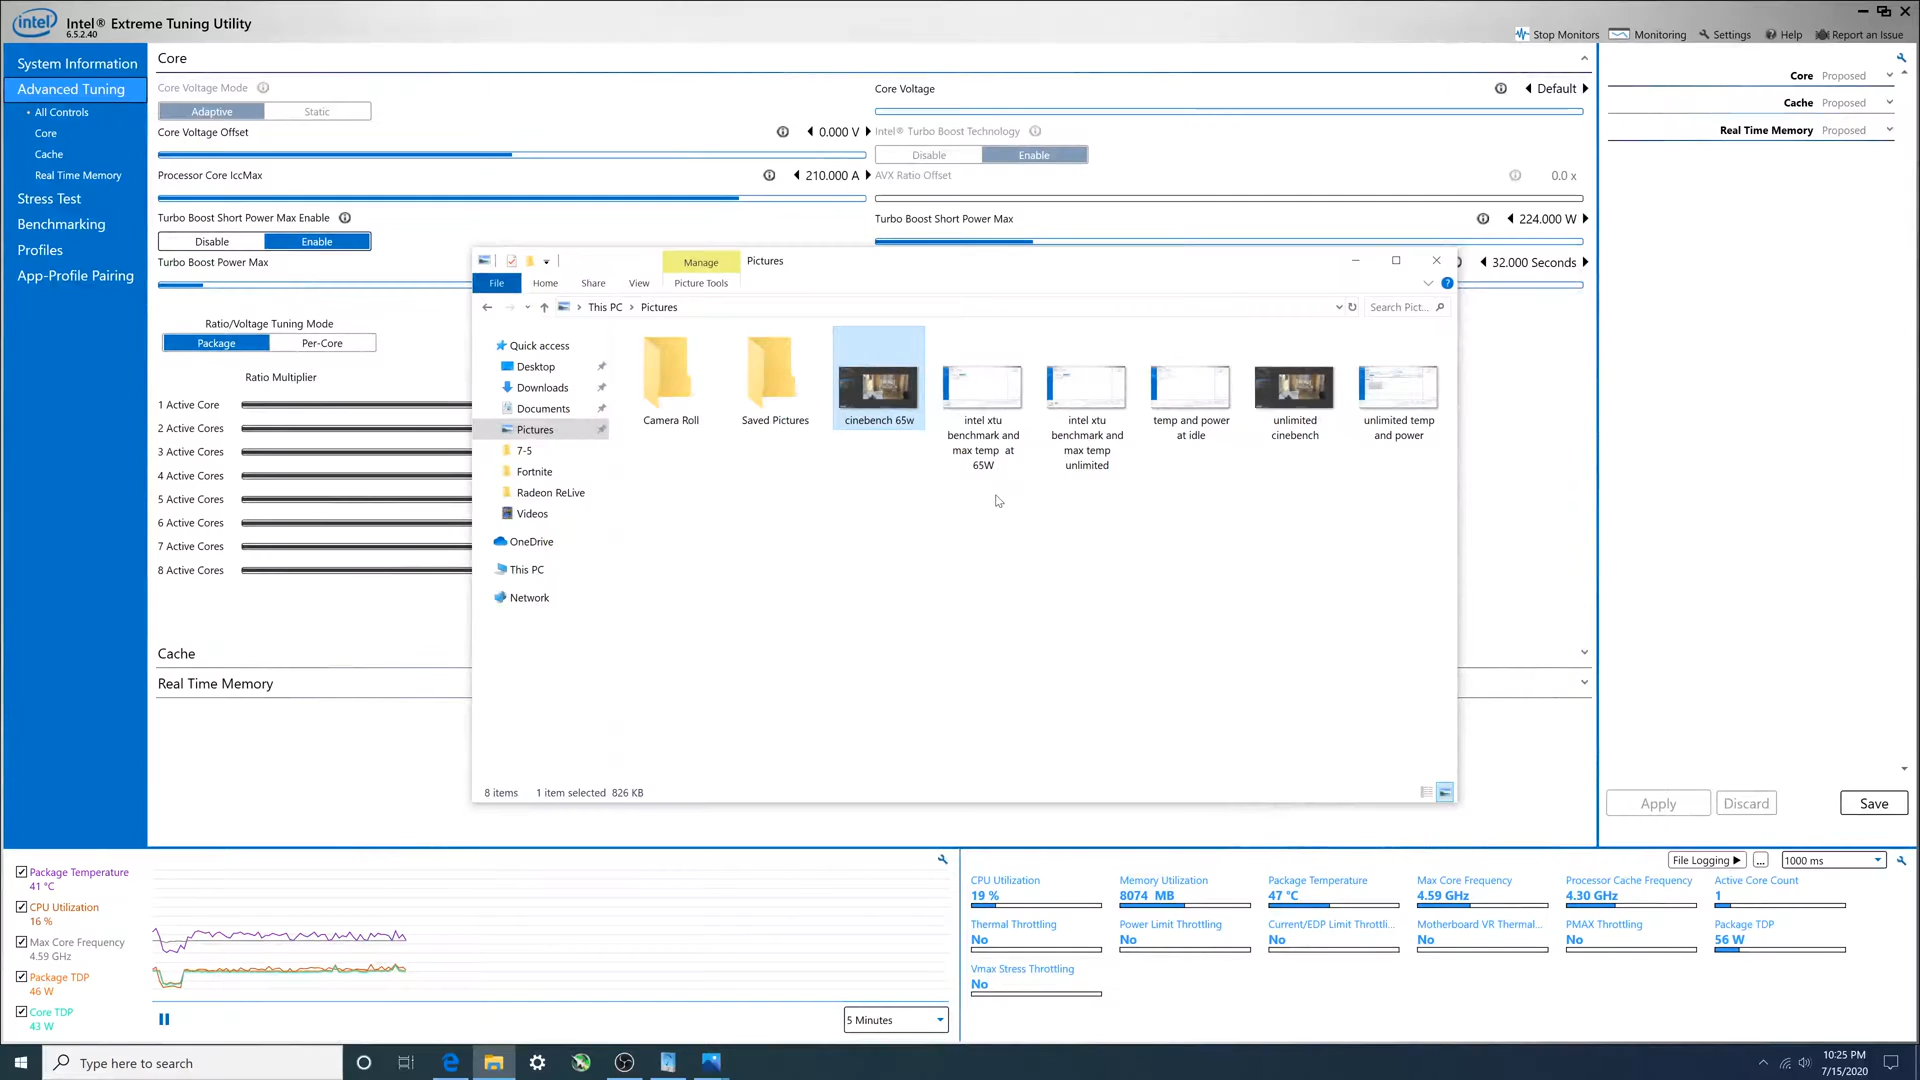 intel
Intel® Extreme Tuning Utility
6.5.2.40
Stop Monitors
Monitoring
Settings
Help
Report an Issue
System Information
Advanced Tuning
All Controls
Core
Cache
Real Time Memory
Stress Test
Benchmarking
Profiles
App-Profile Pairing
Core
Core Voltage Mode
Adaptive
Static
Core Voltage Offset
0.000 V
Processor Core IccMax
210.000 A
Turbo Boost Short Power Max Enable
Disable
Enable
Turbo Boost Power Max
Core Voltage
Default
Intel® Turbo Boost Technology
Disable
Enable
AVX Ratio Offset
0.0 x
Turbo Boost Short Power Max
224.000 W
32.000 Seconds
Ratio/Voltage Tuning Mode
Package
Per-Core
Ratio Multiplier
1 Active Core
2 Active Cores
3 Active Cores
4 Active Cores
5 Active Cores
6 Active Cores
7 Active Cores
8 Active Cores
Cache
Real Time Memory
Core Proposed
Cache Proposed
Real Time Memory Proposed
Apply
Discard
Save
Manage
Pictures
File
Home
Share
View
Picture Tools
This PC
Pictures
Search Pict...
Quick access
Desktop
Downloads
Documents
Pictures
7-5
Fortnite
Radeon ReLive
Videos
OneDrive
This PC
Network
Camera Roll
Saved Pictures
cinebench 65w
intel xtu
benchmark and
max temp at
65W
intel xtu
benchmark and
max temp
unlimited
temp and power
at idle
unlimited
cinebench
unlimited temp
and power
8 items
1 item selected 826 KB
Package Temperature
41 °C
CPU Utilization
16 %
Max Core Frequency
4.59 GHz
Package TDP
46 W
Core TDP
43 W
5 Minutes
File Logging
...
1000 ms
CPU Utilization
19 %
Memory Utilization
8074 MB
Package Temperature
47 °C
Max Core Frequency
4.59 GHz
Processor Cache Frequency
4.30 GHz
Active Core Count
1
Thermal Throttling
No
Power Limit Throttling
No
Current/EDP Limit Throttli...
No
Motherboard VR Thermal...
No
PMAX Throttling
No
Package TDP
56 W
Vmax Stress Throttling
No
Type here to search
10:25 PM
7/15/2020